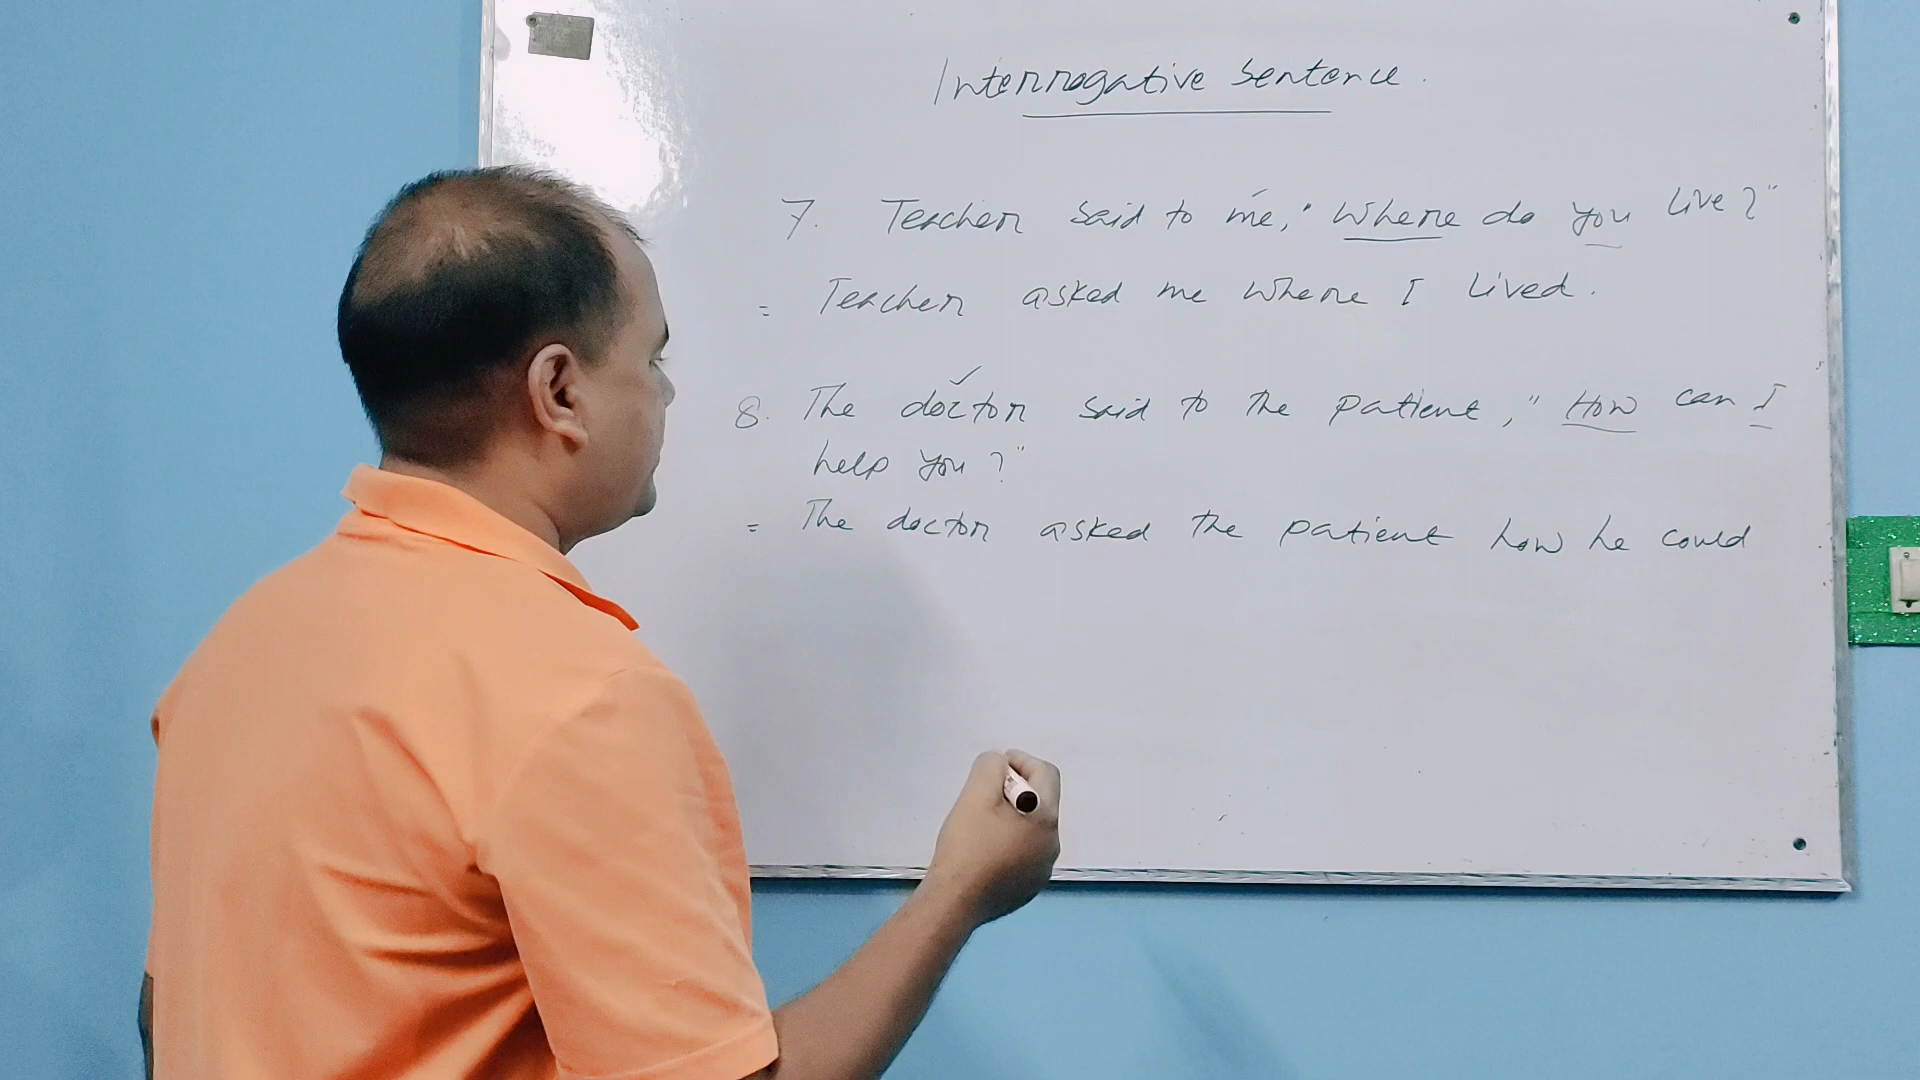 Interrogative Sentence.
7. Teacher said to me, "Where do you live?"
= Teacher asked me where I lived.
8. The doctor said to the patient, "How can I
help you?"
= The doctor asked the patient how he could